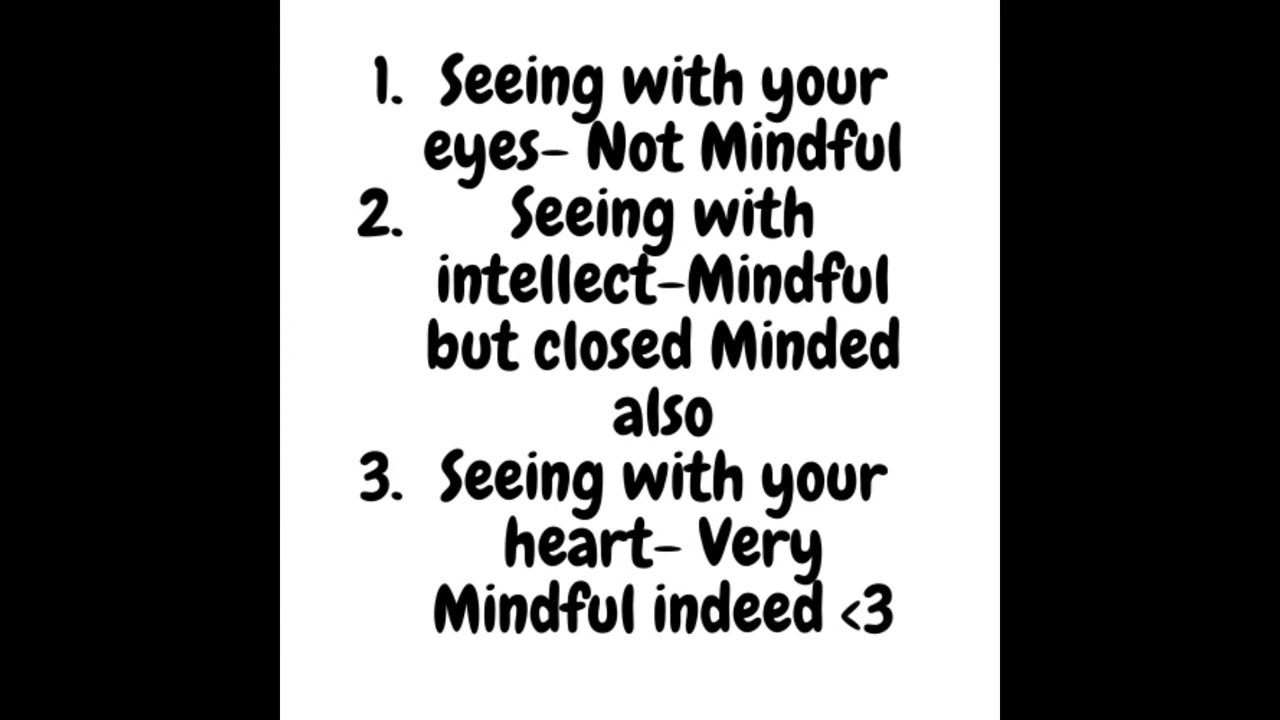 1. Seeing with your
eyes- Not Mindful
2. Seeing with
intellect-Mindful
but closed Minded
also
3. Seeing with your
heart- Very
Mindful indeed <3